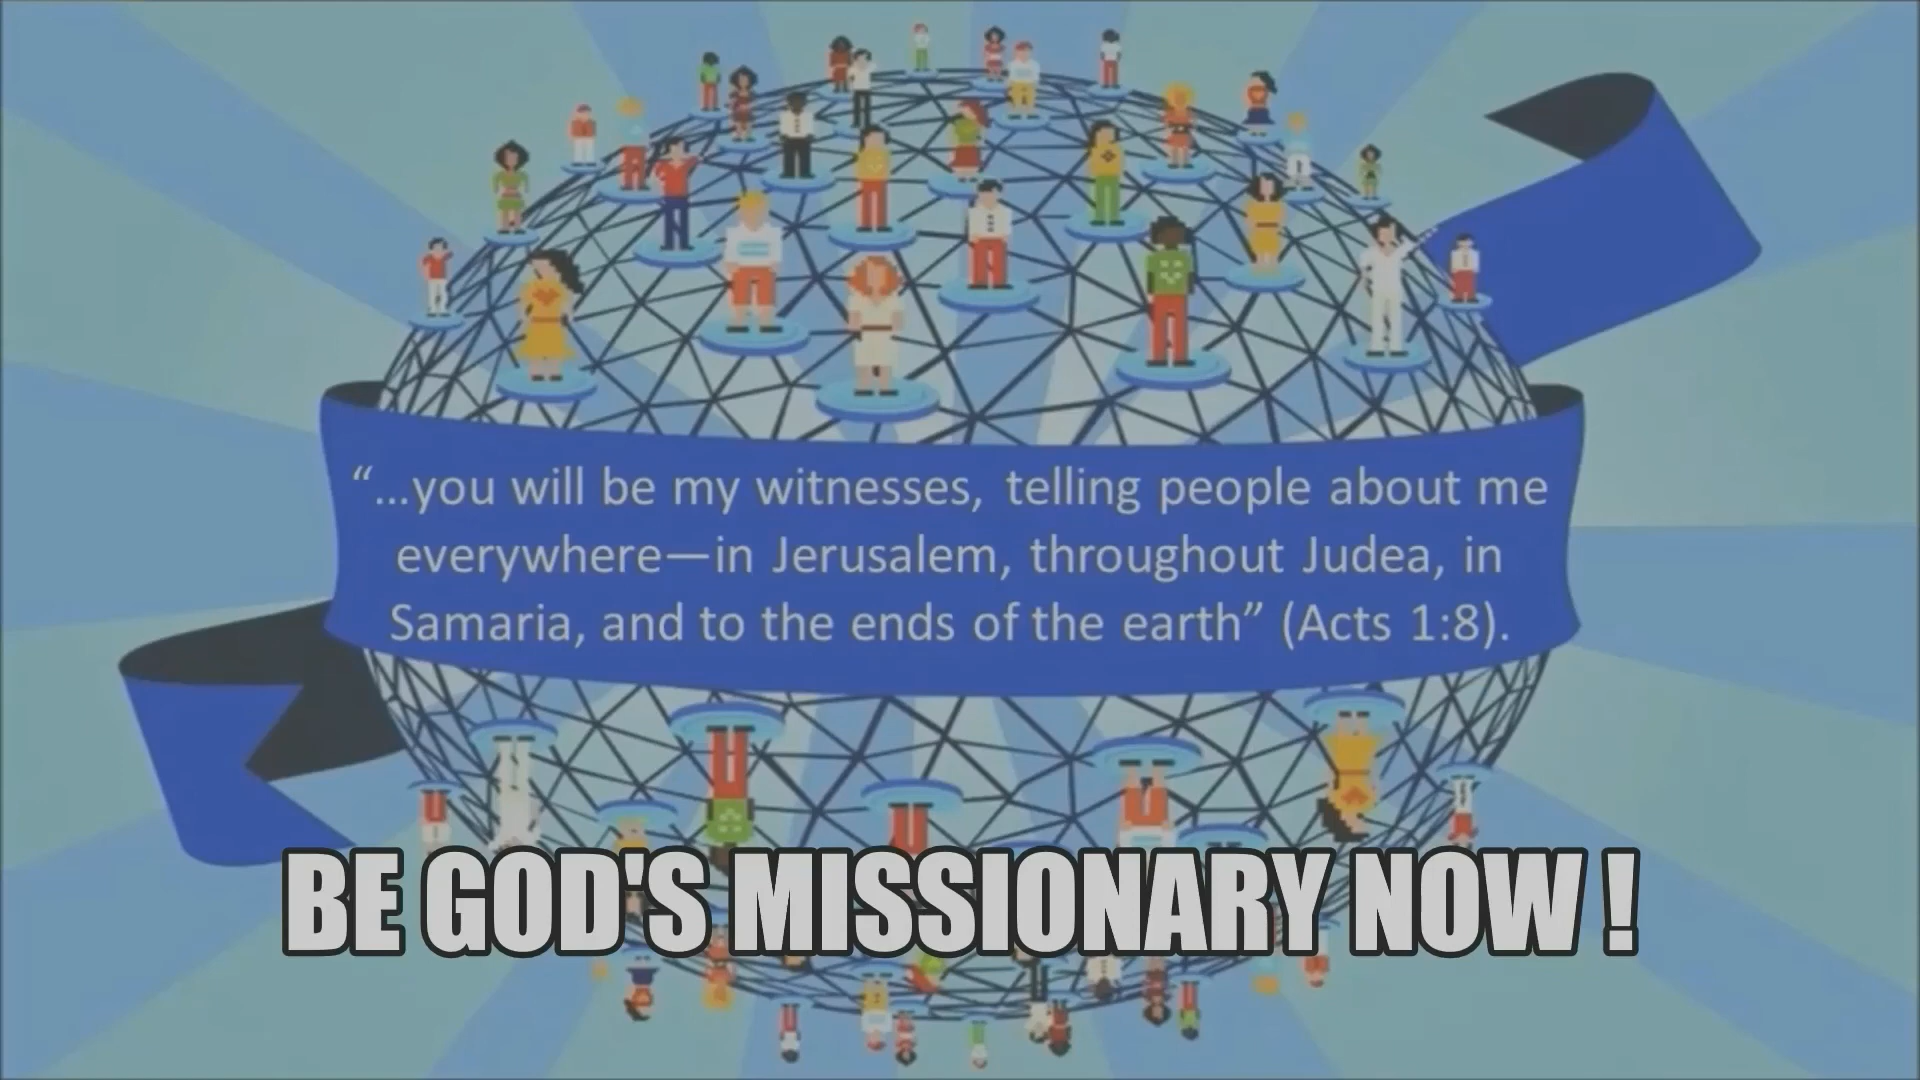 “...you will be my witnesses, telling people about me
everywhere—in Jerusalem, throughout Judea, in
Samaria, and to the ends of the earth” (Acts 1:8).
BE GOD'S MISSIONARY NOW !